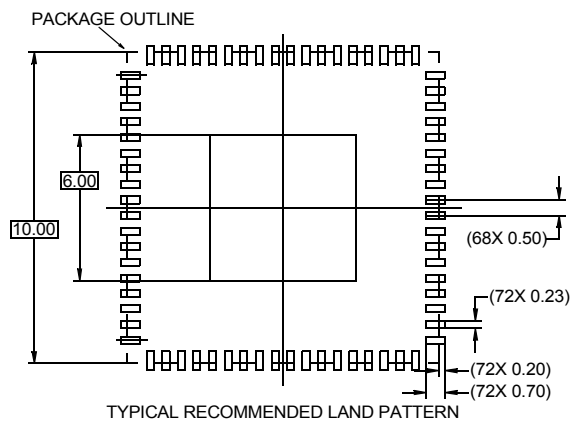 PACKAGE OUTLINE
6.00
10.00
(68X 0.50)
(72X 0.23)
(72X 0.20)
(72X 0.70)
TYPICAL RECOMMENDED LAND PATTERN